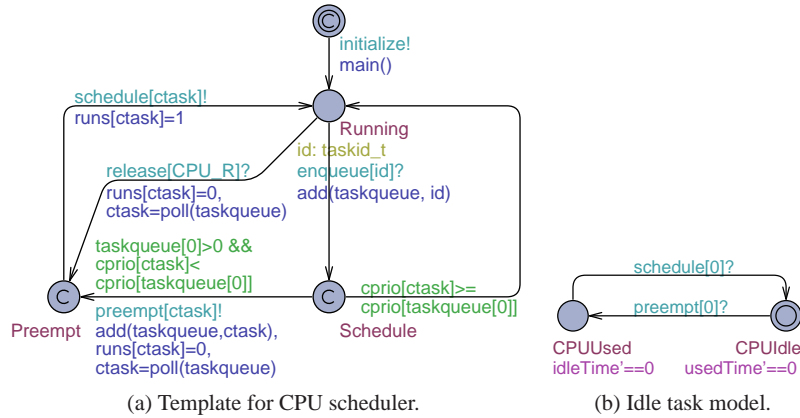 C
initialize!
main()
schedule[ctask]!
runs[ctask]=1
Running
id: taskid_t
release[CPU_R]?
enqueue[id]?
runs[ctask]=0,
add(taskqueue, id)
ctask=poll(taskqueue)
taskqueue[0]>0 &&
cprio[ctask]<
cprio[taskqueue[0]]
cprio[ctask]>=
cprio[taskqueue[0]]
C
C
preempt[ctask]!
Preempt
Schedule
add(taskqueue,ctask),
runs[ctask]=0,
ctask=poll(taskqueue)
schedule[0]?
preempt[0]?
CPUUsed
CPUIdle
idleTime'==0
usedTime'==0
(a) Template for CPU scheduler.
(b) Idle task model.